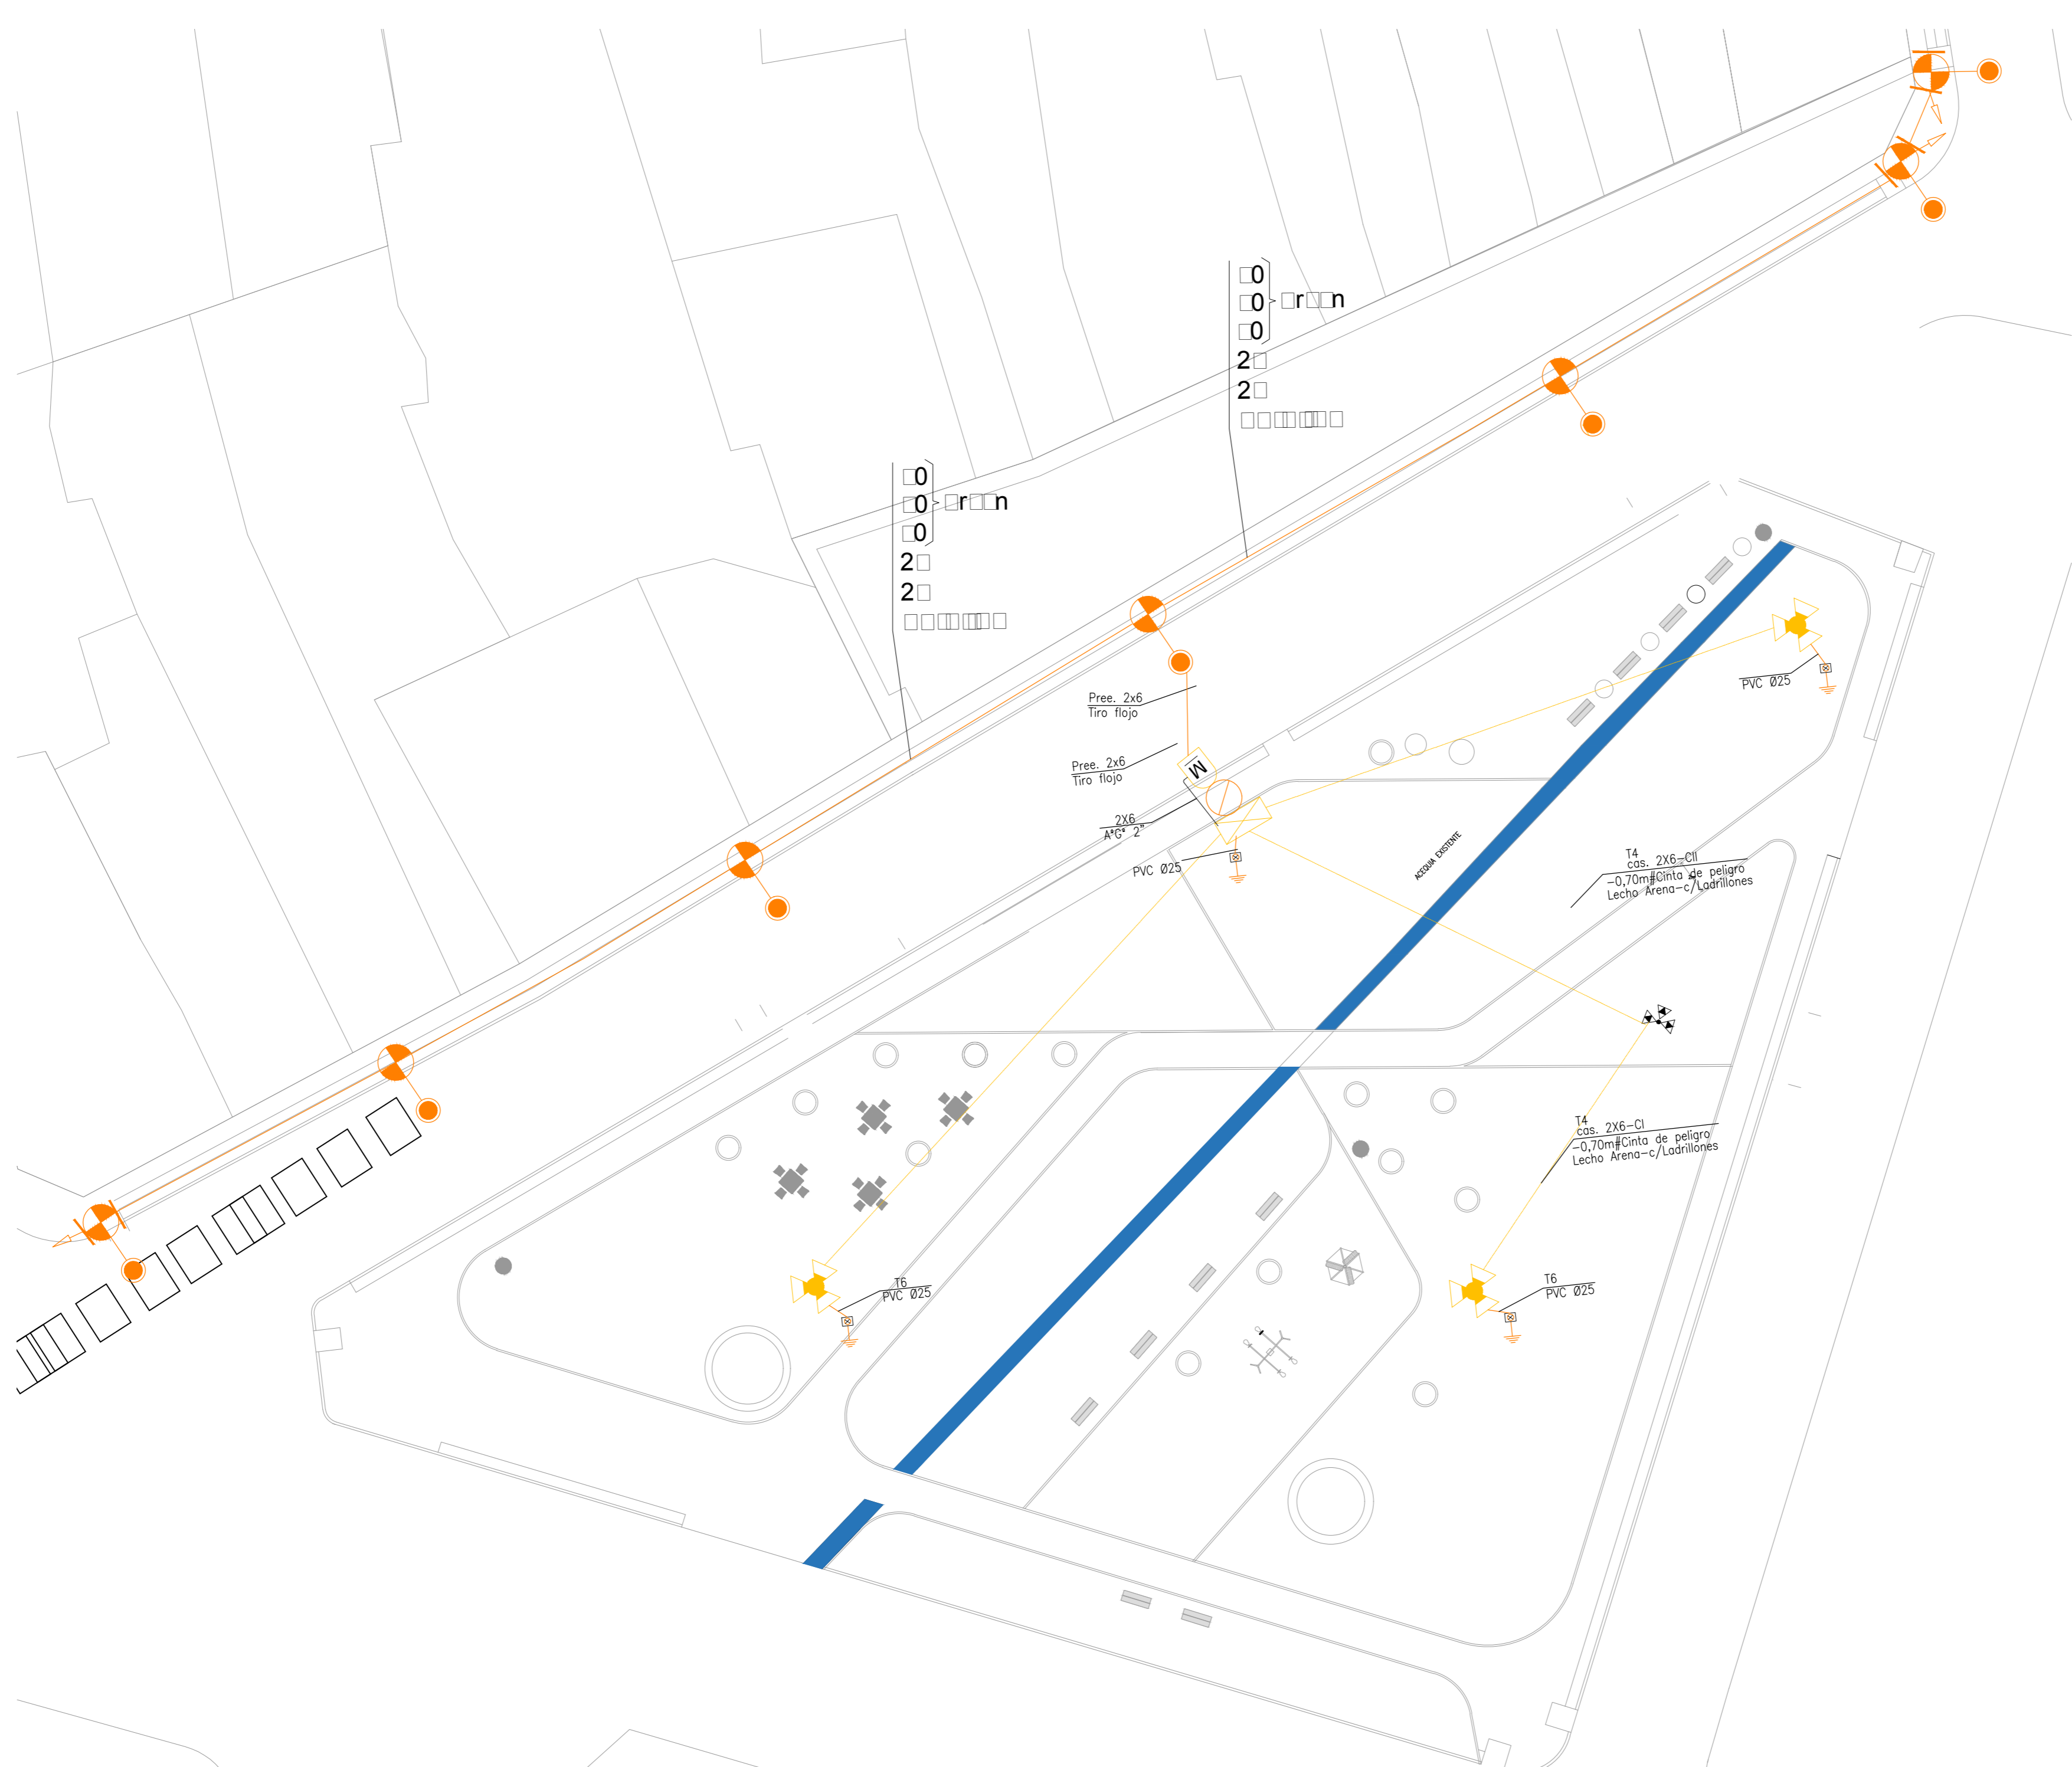 Pree. 2x6
Tiro flojo
Pree. 2x6
Tiro flojo
M
2X6
AªGª 2"
PVC Ø25
PVC Ø25
ACEQUIA EXISTENTE
T4
cas. 2X6-CII
-0,70m#Cinta de peligro
Lecho Arena-c/Ladrillones
T4
cas. 2X6-CI
-0,70m#Cinta de peligro
Lecho Arena-c/Ladrillones
T6
PVC Ø25
T6
PVC Ø25